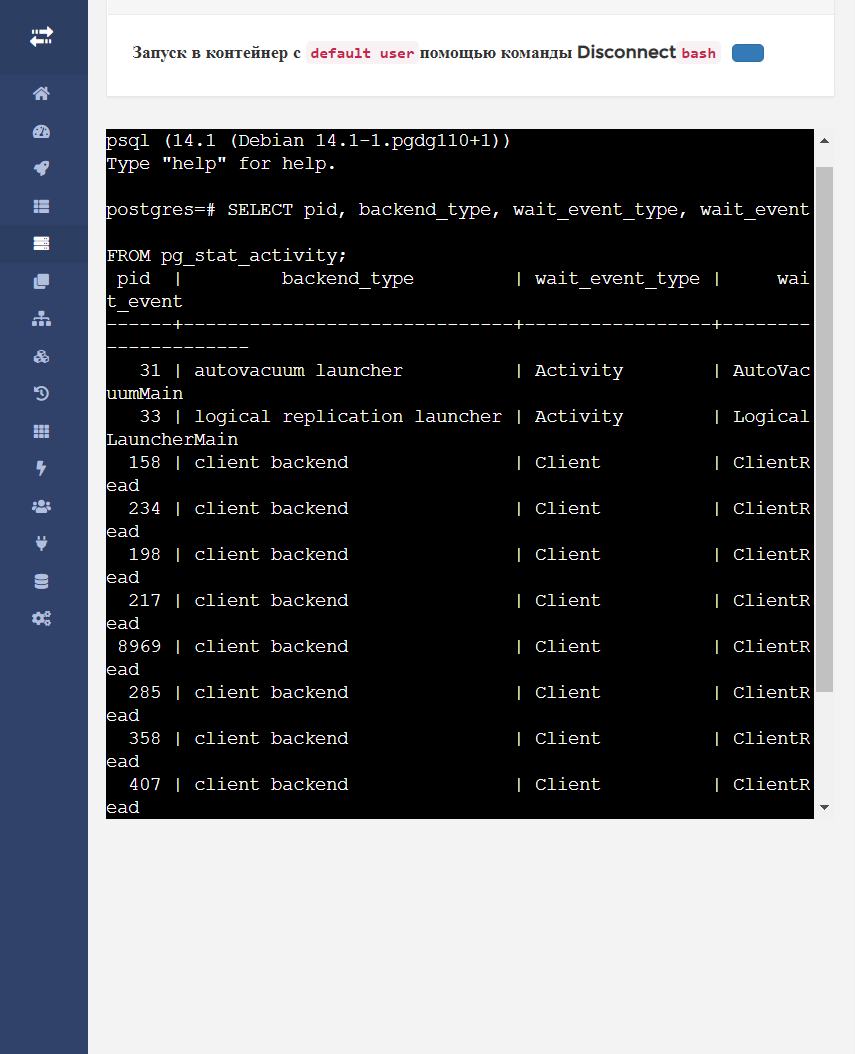 Запуск в контейнер с default user помощью команды Disconnect bash
psql (14.1 (Debian 14.1-1.pgdg110+1))
Type "help" for help.
postgres=# SELECT pid, backend_type, wait_event_type, wait_event
FROM pg_stat_activity;
 pid  |         backend_type         | wait_event_type |     wai
t_event
------+------------------------------+-----------------+--------
-------------
   31 | autovacuum launcher          | Activity        | AutoVac
uumMain
   33 | logical replication launcher | Activity        | Logical
LauncherMain
  158 | client backend               | Client          | ClientR
ead
  234 | client backend               | Client          | ClientR
ead
  198 | client backend               | Client          | ClientR
ead
  217 | client backend               | Client          | ClientR
ead
 8969 | client backend               | Client          | ClientR
ead
  285 | client backend               | Client          | ClientR
ead
  358 | client backend               | Client          | ClientR
ead
  407 | client backend               | Client          | ClientR
ead